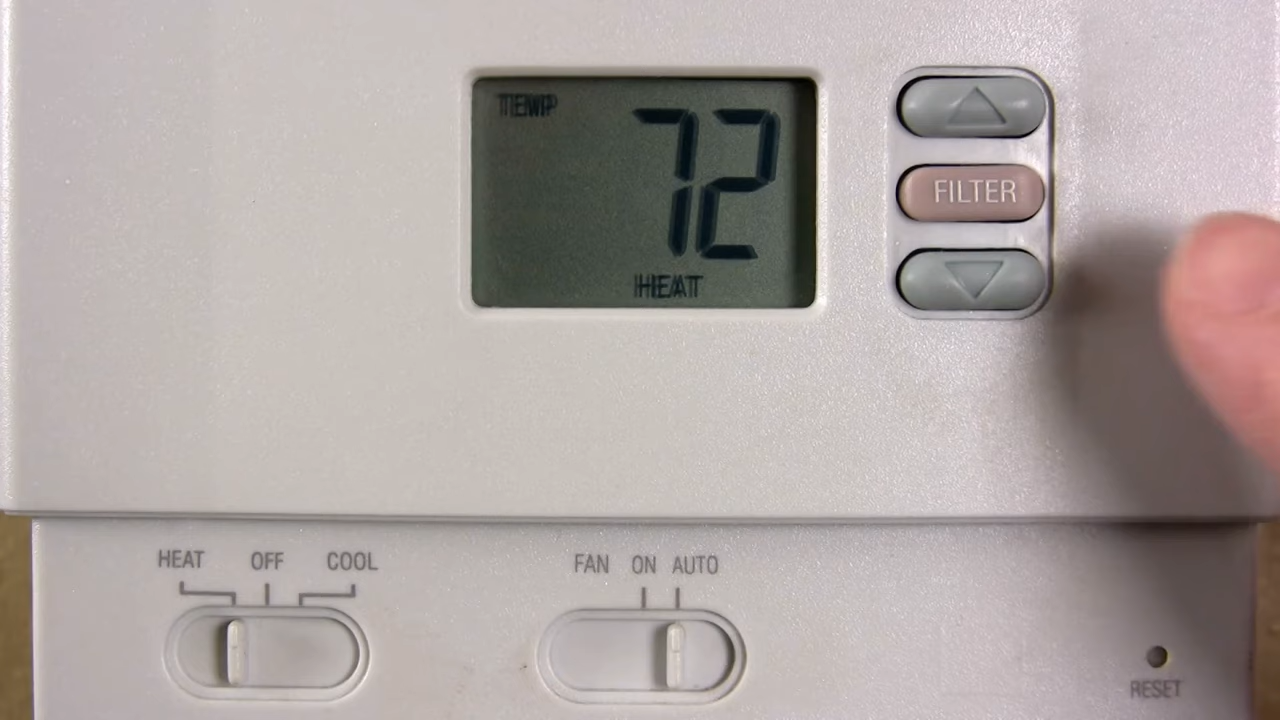 TEMP 72
FILTER
HEAT
HEAT OFF COOL
FAN ON AUTO
RESET